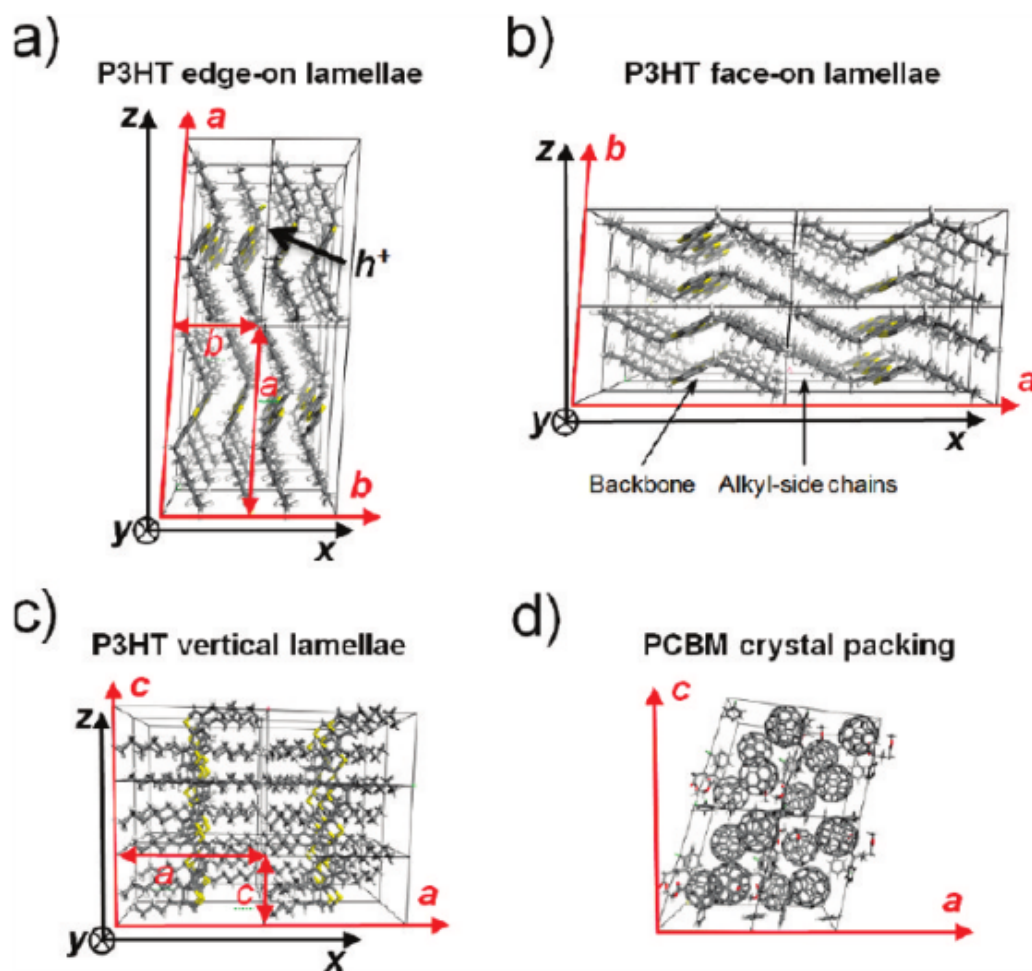 a)
P3HT edge-on lamellae
z
a
h+
b
a
b
y
x
b)
P3HT face-on lamellae
z
b
a
y
x
Backbone
Alkyl-side chains
c)
P3HT vertical lamellae
c
z
a
c
a
y
x
d)
PCBM crystal packing
c
a